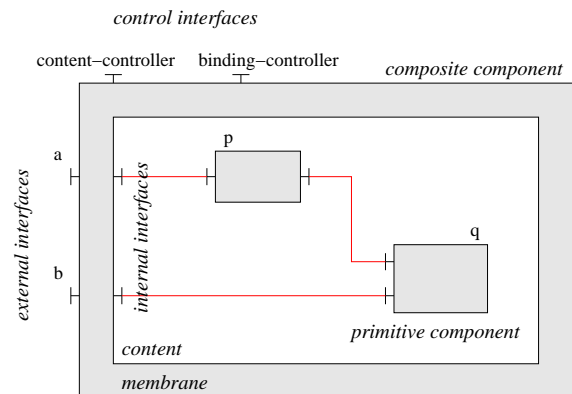 control interfaces
content−controller
binding−controller
composite component
a
p
external interfaces
internal interfaces
q
b
primitive component
content
membrane